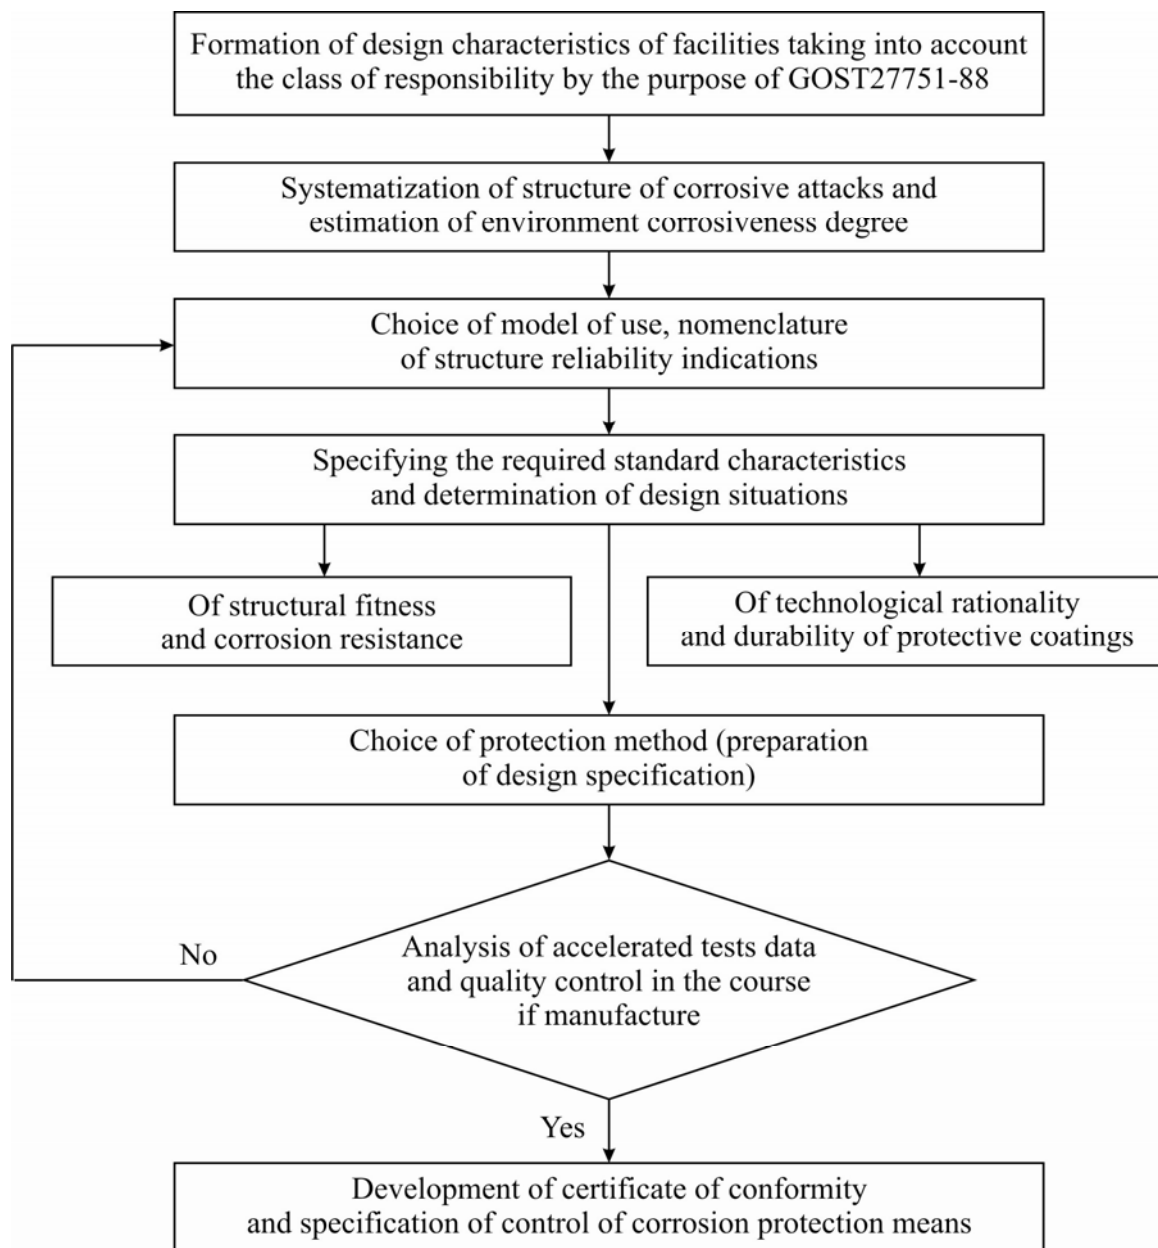 Formation of design characteristics of facilities taking into account
the class of responsibility by the purpose of GOST27751-88
Systematization of structure of corrosive attacks and
estimation of environment corrosiveness degree
Choice of model of use, nomenclature
of structure reliability indications
Specifying the required standard characteristics
and determination of design situations
Of structural fitness
and corrosion resistance
Of technological rationality
and durability of protective coatings
Choice of protection method (preparation
of design specification)
No
Analysis of accelerated tests data
and quality control in the course
if manufacture
Yes
Development of certificate of conformity
and specification of control of corrosion protection means